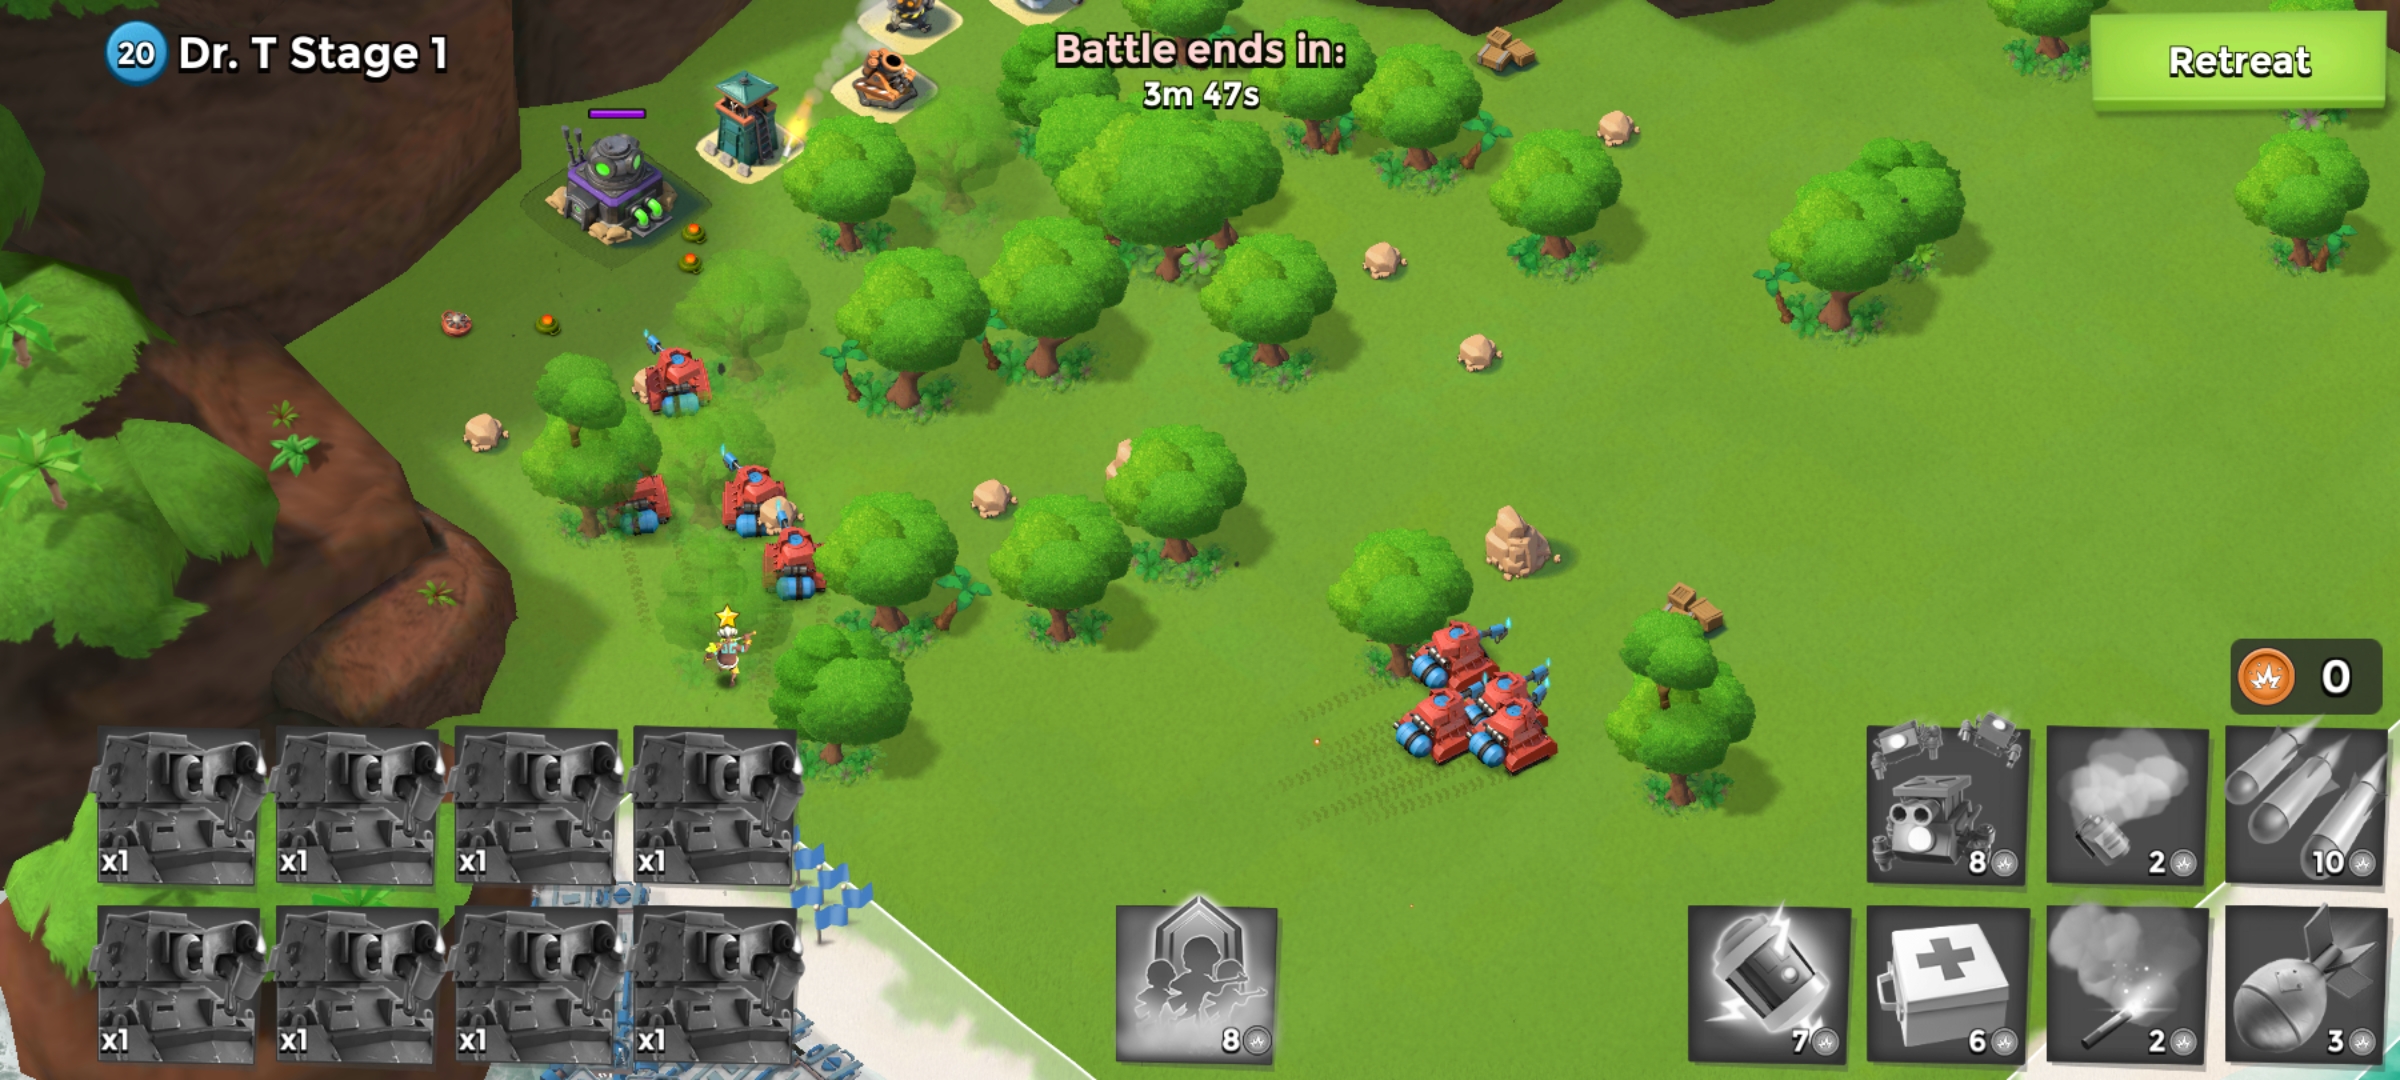 20 Dr. T Stage 1
Battle ends in:
3m 47s
Retreat
0
x1 x1 x1 x1
8 2 10
x1 x1 x1 x1
8
7 6 2 3